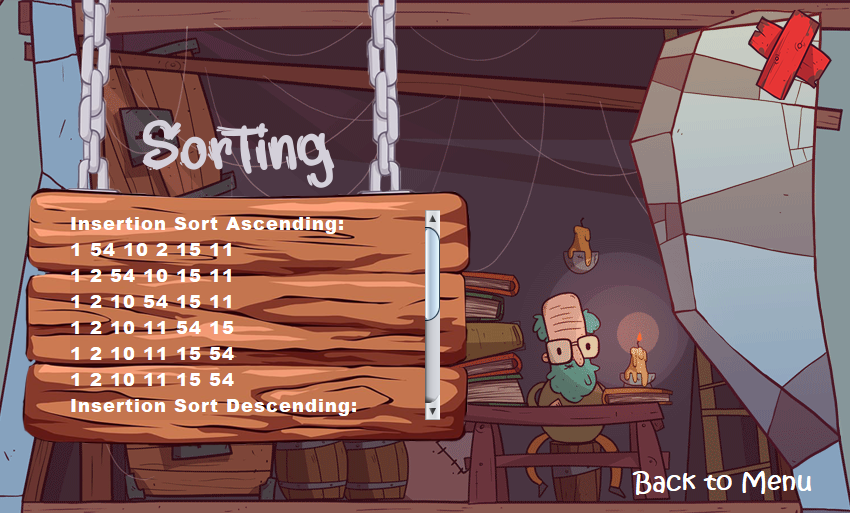 Sorting
Insertion Sort Ascending:
1 54 10 2 15 11
1 2 54 10 15 11
1 2 10 54 15 11
1 2 10 11 54 15
1 2 10 11 15 54
1 2 10 11 15 54
Insertion Sort Descending:
Back to Menu